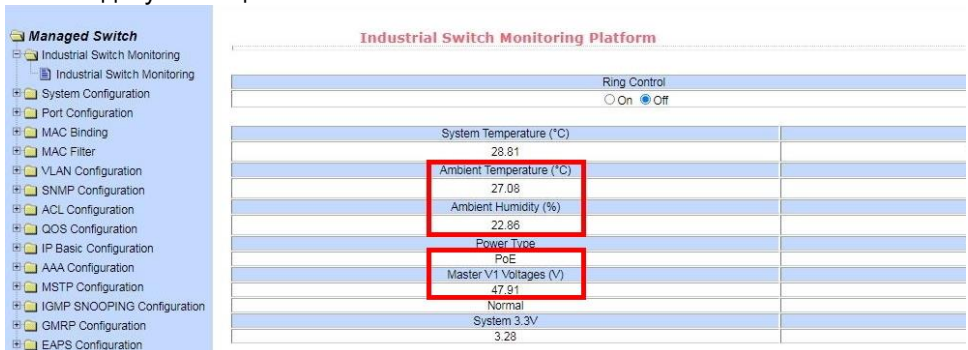 Managed Switch
Industrial Switch Monitoring
Industrial Switch Monitoring
System Configuration
Port Configuration
MAC Binding
MAC Filter
VLAN Configuration
SNMP Configuration
ACL Configuration
QOS Configuration
IP Basic Configuration
AAA Configuration
MSTP Configuration
IGMP SNOOPING Configuration
GMRP Configuration
EAPS Configuration
Industrial Switch Monitoring Platform
Ring Control
On Off
System Temperature (°C)
28.81
Ambient Temperature (°C)
27.08
Ambient Humidity (%)
22.86
Power Type
PoE
Master V1 Voltages (V)
47.91
Normal
System 3.3V
3.28